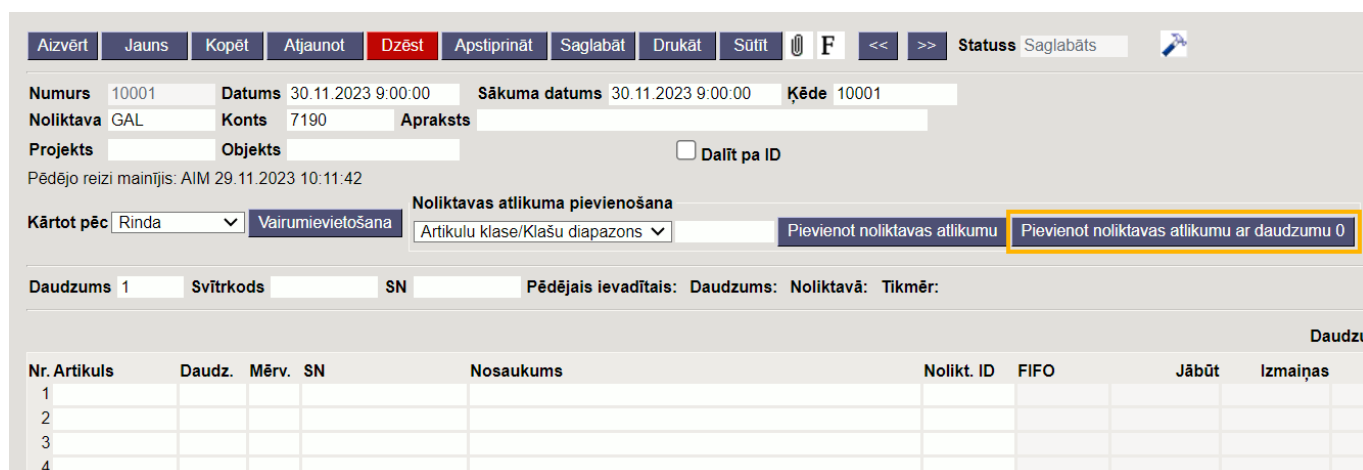 Aizvērt Jauns Kopēt Atjaunot Dzēst Apstiprināt Saglabāt Drukāt Sūtīt F << >> Statuss Saglabāts
Numurs 10001 Datums 30.11.2023 9:00:00 Sākuma datums 30.11.2023 9:00:00 Ķēde 10001
Noliktava GAL Konts 7190 Apraksts
Projekts Objekts Dalīt pa ID
Pēdējo reizi mainījis: AIM 29.11.2023 10:11:42
Noliktavas atlikuma pievienošana
Kārtot pēc Rinda Vairumievietošana Artikulu klase/Klašu diapazons Pievienot noliktavas atlikumu Pievienot noliktavas atlikumu ar daudzumu 0
Daudzums 1 Svītrkods SN Pēdējais ievadītais: Daudzums: Noliktavā: Tikmēr:
Daudzu
Nr. Artikuls Daudz. Mērv. SN Nosaukums Nolikt. ID FIFO Jābūt Izmaiņas
1
2
3
4